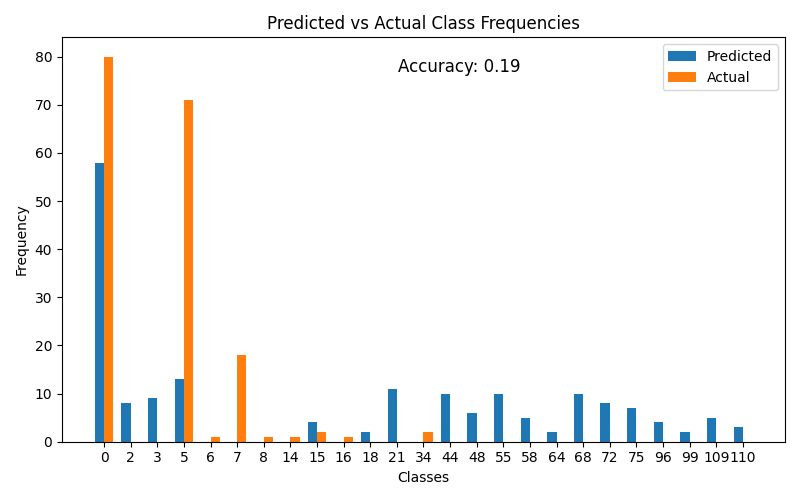 Predicted vs Actual Class Frequencies
Accuracy: 0.19
Predicted
Actual
Frequency
80
70
60
50
40
30
20
10
0
0 2 3 5 6 7 8 14 15 16 18 21 34 44 48 55 58 64 68 72 75 96 99 109 110
Classes